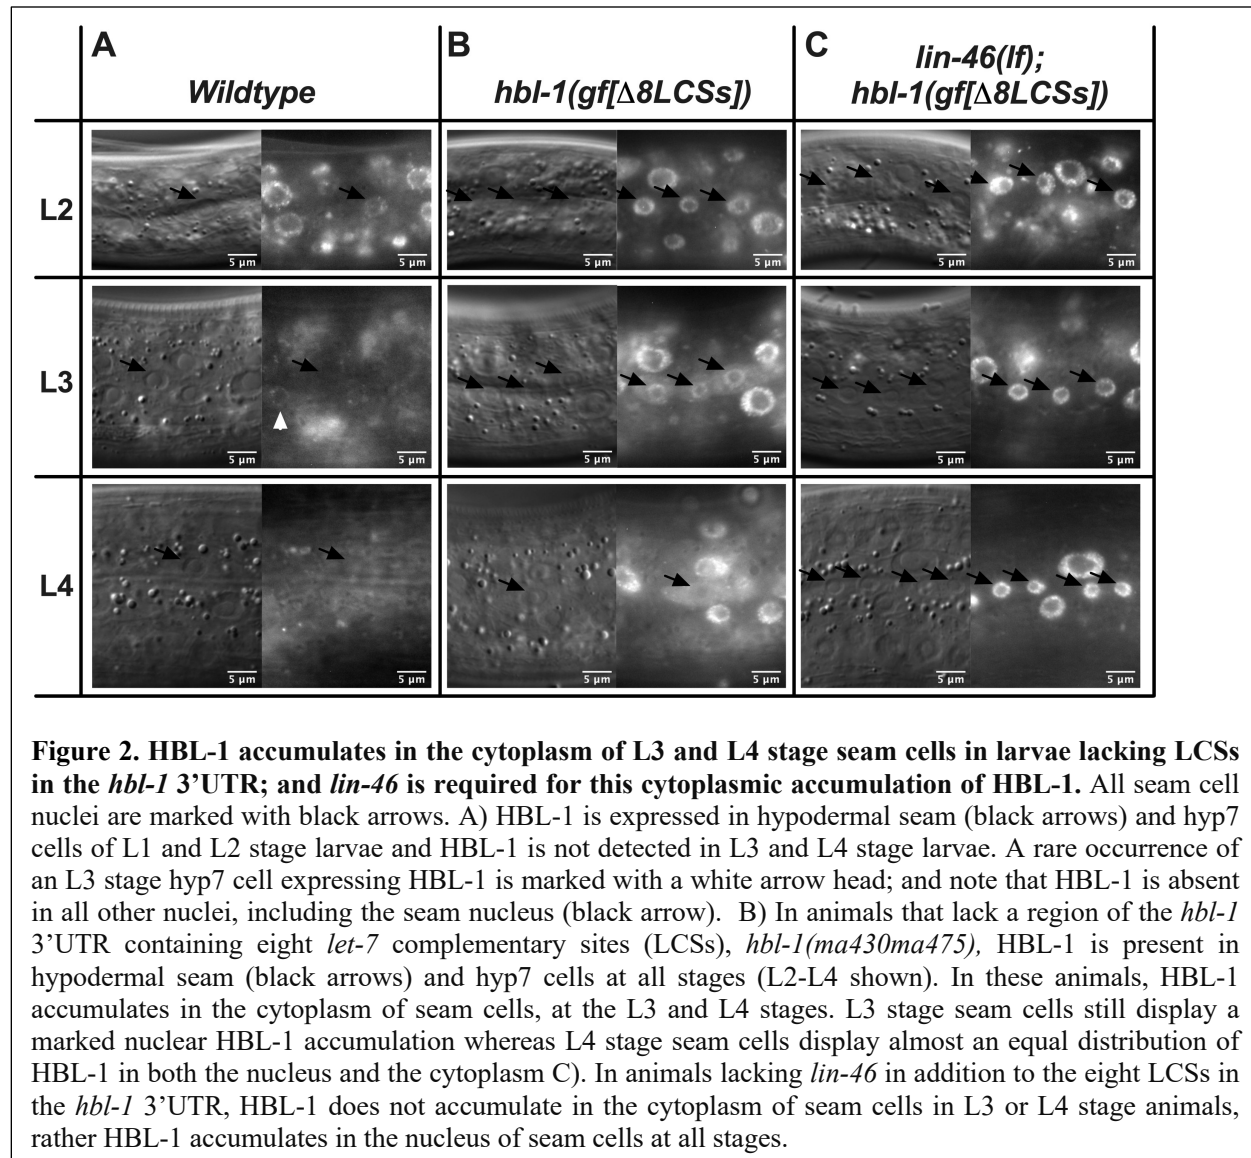 A
Wildtype
B
hbl-1(gf[Δ8LCSs])
C
lin-46(lf);
hbl-1(gf[Δ8LCSs])
L2
5 µm
5 µm
5 µm
5 µm
5 µm
5 µm
L3
5 µm
5 µm
5 µm
5 µm
5 µm
5 µm
L4
5 µm
5 µm
5 µm
5 µm
5 µm
5 µm
Figure 2. HBL-1 accumulates in the cytoplasm of L3 and L4 stage seam cells in larvae lacking LCSs
in the hbl-1 3’UTR; and lin-46 is required for this cytoplasmic accumulation of HBL-1. All seam cell
nuclei are marked with black arrows. A) HBL-1 is expressed in hypodermal seam (black arrows) and hyp7
cells of L1 and L2 stage larvae and HBL-1 is not detected in L3 and L4 stage larvae. A rare occurrence of
an L3 stage hyp7 cell expressing HBL-1 is marked with a white arrow head; and note that HBL-1 is absent
in all other nuclei, including the seam nucleus (black arrow). B) In animals that lack a region of the hbl-1
3’UTR containing eight let-7 complementary sites (LCSs), hbl-1(ma430ma475), HBL-1 is present in
hypodermal seam (black arrows) and hyp7 cells at all stages (L2-L4 shown). In these animals, HBL-1
accumulates in the cytoplasm of seam cells, at the L3 and L4 stages. L3 stage seam cells still display a
marked nuclear HBL-1 accumulation whereas L4 stage seam cells display almost an equal distribution of
HBL-1 in both the nucleus and the cytoplasm C). In animals lacking lin-46 in addition to the eight LCSs in
the hbl-1 3’UTR, HBL-1 does not accumulate in the cytoplasm of seam cells in L3 or L4 stage animals,
rather HBL-1 accumulates in the nucleus of seam cells at all stages.